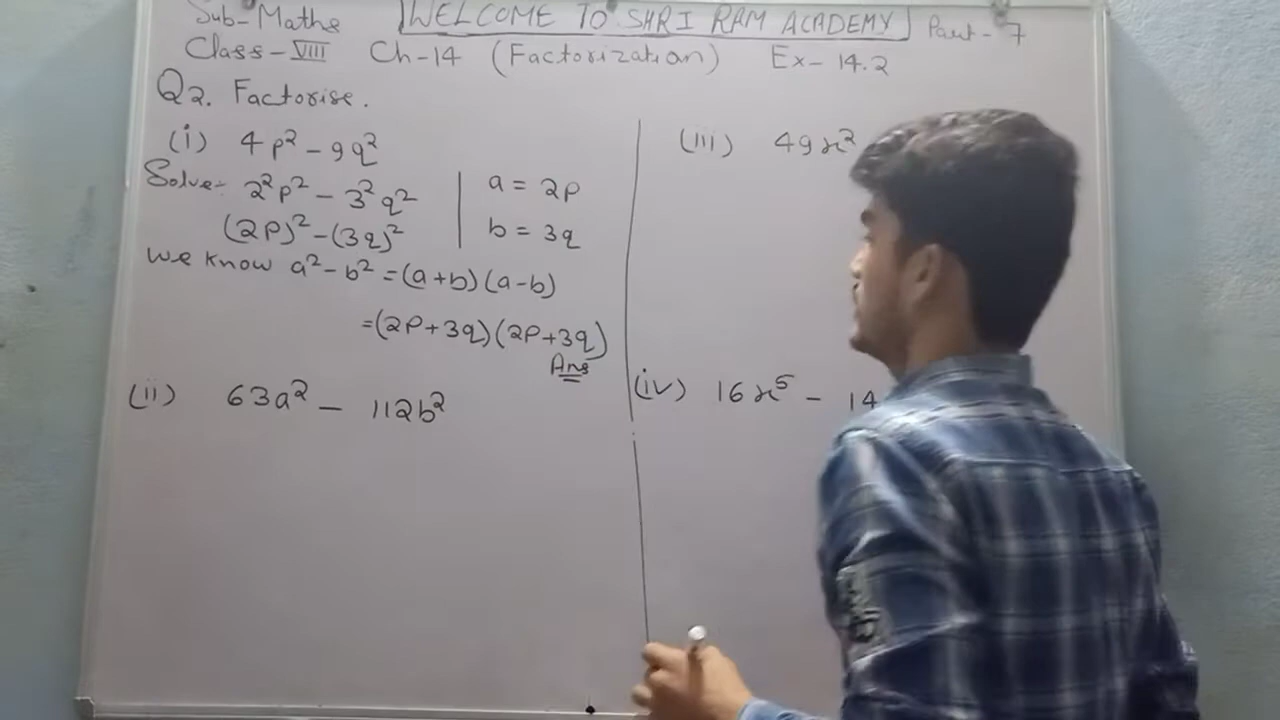 Sub-Maths WELCOME TO SHRI RAM ACADEMY Part-7
Class-VIII Ch-14 (Factorization) Ex-14.2
Q2. Factorise.
(i) 4p² - 9q²
Solve- 2²p² - 3²q²
(2P)² - (3q)²
a = 2p
b = 3q
we know a² - b² = (a+b)(a-b)
=(2P+3q)(2P+3q)
Ans
(ii) 63a² - 112b²
(iii) 49x²
(iv) 16x⁵ - 14